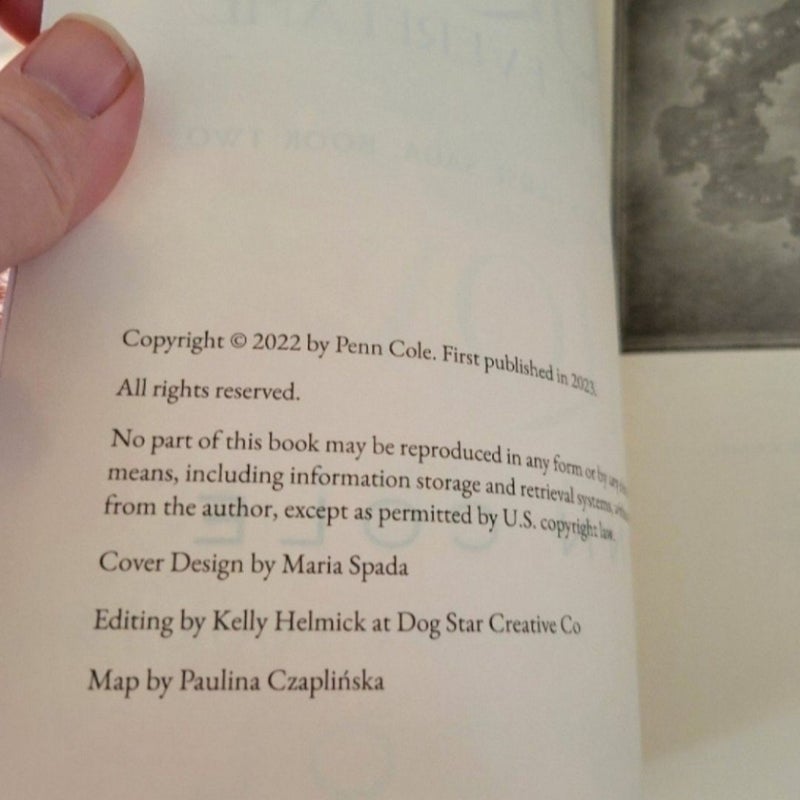 Copyright © 2022 by Penn Cole. First published in 2023.
All rights reserved.
No part of this book may be reproduced in any form or by any
means, including information storage and retrieval systems,
from the author, except as permitted by U.S. copyright law.
Cover Design by Maria Spada
Editing by Kelly Helmick at Dog Star Creative Co
Map by Paulina Czaplińska